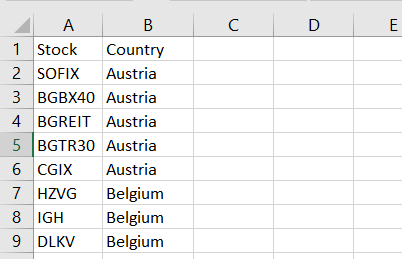 A B C D E
1 Stock Country
2 SOFIX Austria
3 BGBX40 Austria
4 BGREIT Austria
5 BGTR30 Austria
6 CGIX Austria
7 HZVG Belgium
8 IGH Belgium
9 DLKV Belgium